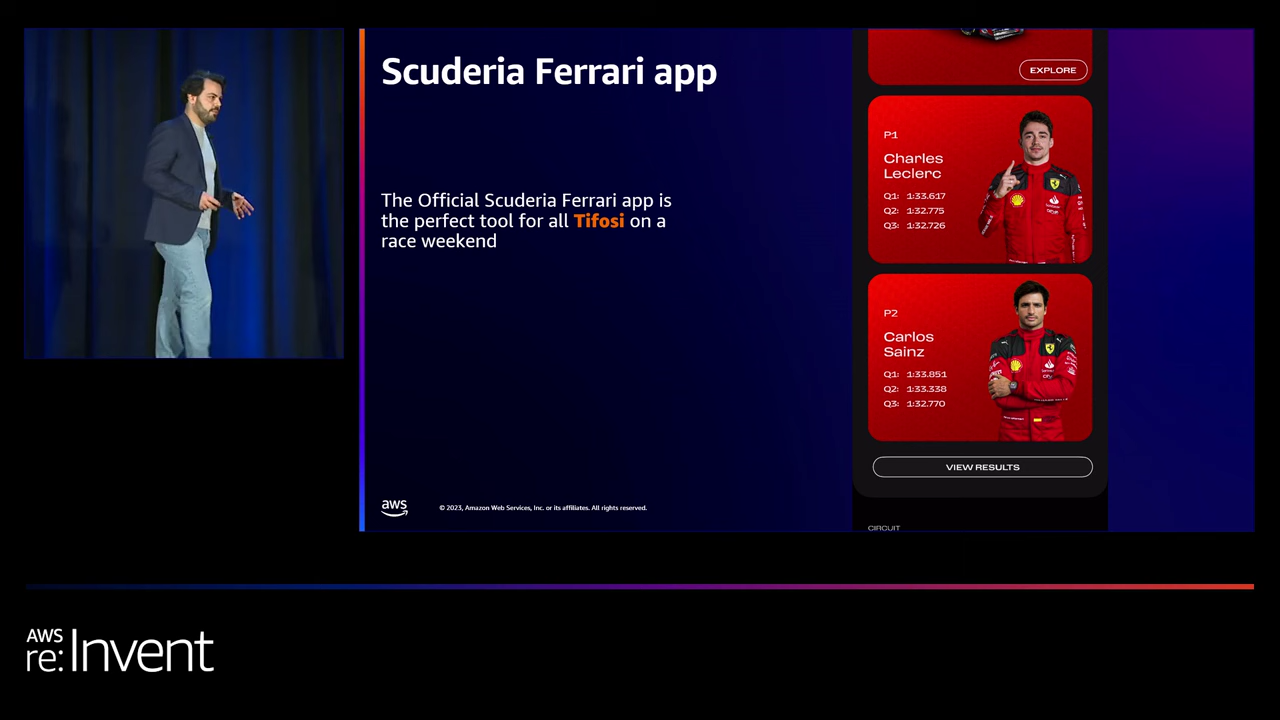 Scuderia Ferrari app
The Official Scuderia Ferrari app is
the perfect tool for all Tifosi on a
race weekend
EXPLORE
P1
Charles
Leclerc
Q1: 1:33.617
Q2: 1:32.775
Q3: 1:32.726
P2
Carlos
Sainz
Q1: 1:33.851
Q2: 1:33.338
Q3: 1:32.770
VIEW RESULTS
CIRCUIT
aws
© 2023, Amazon Web Services, Inc. or its affiliates. All rights reserved.
AWS
re:Invent